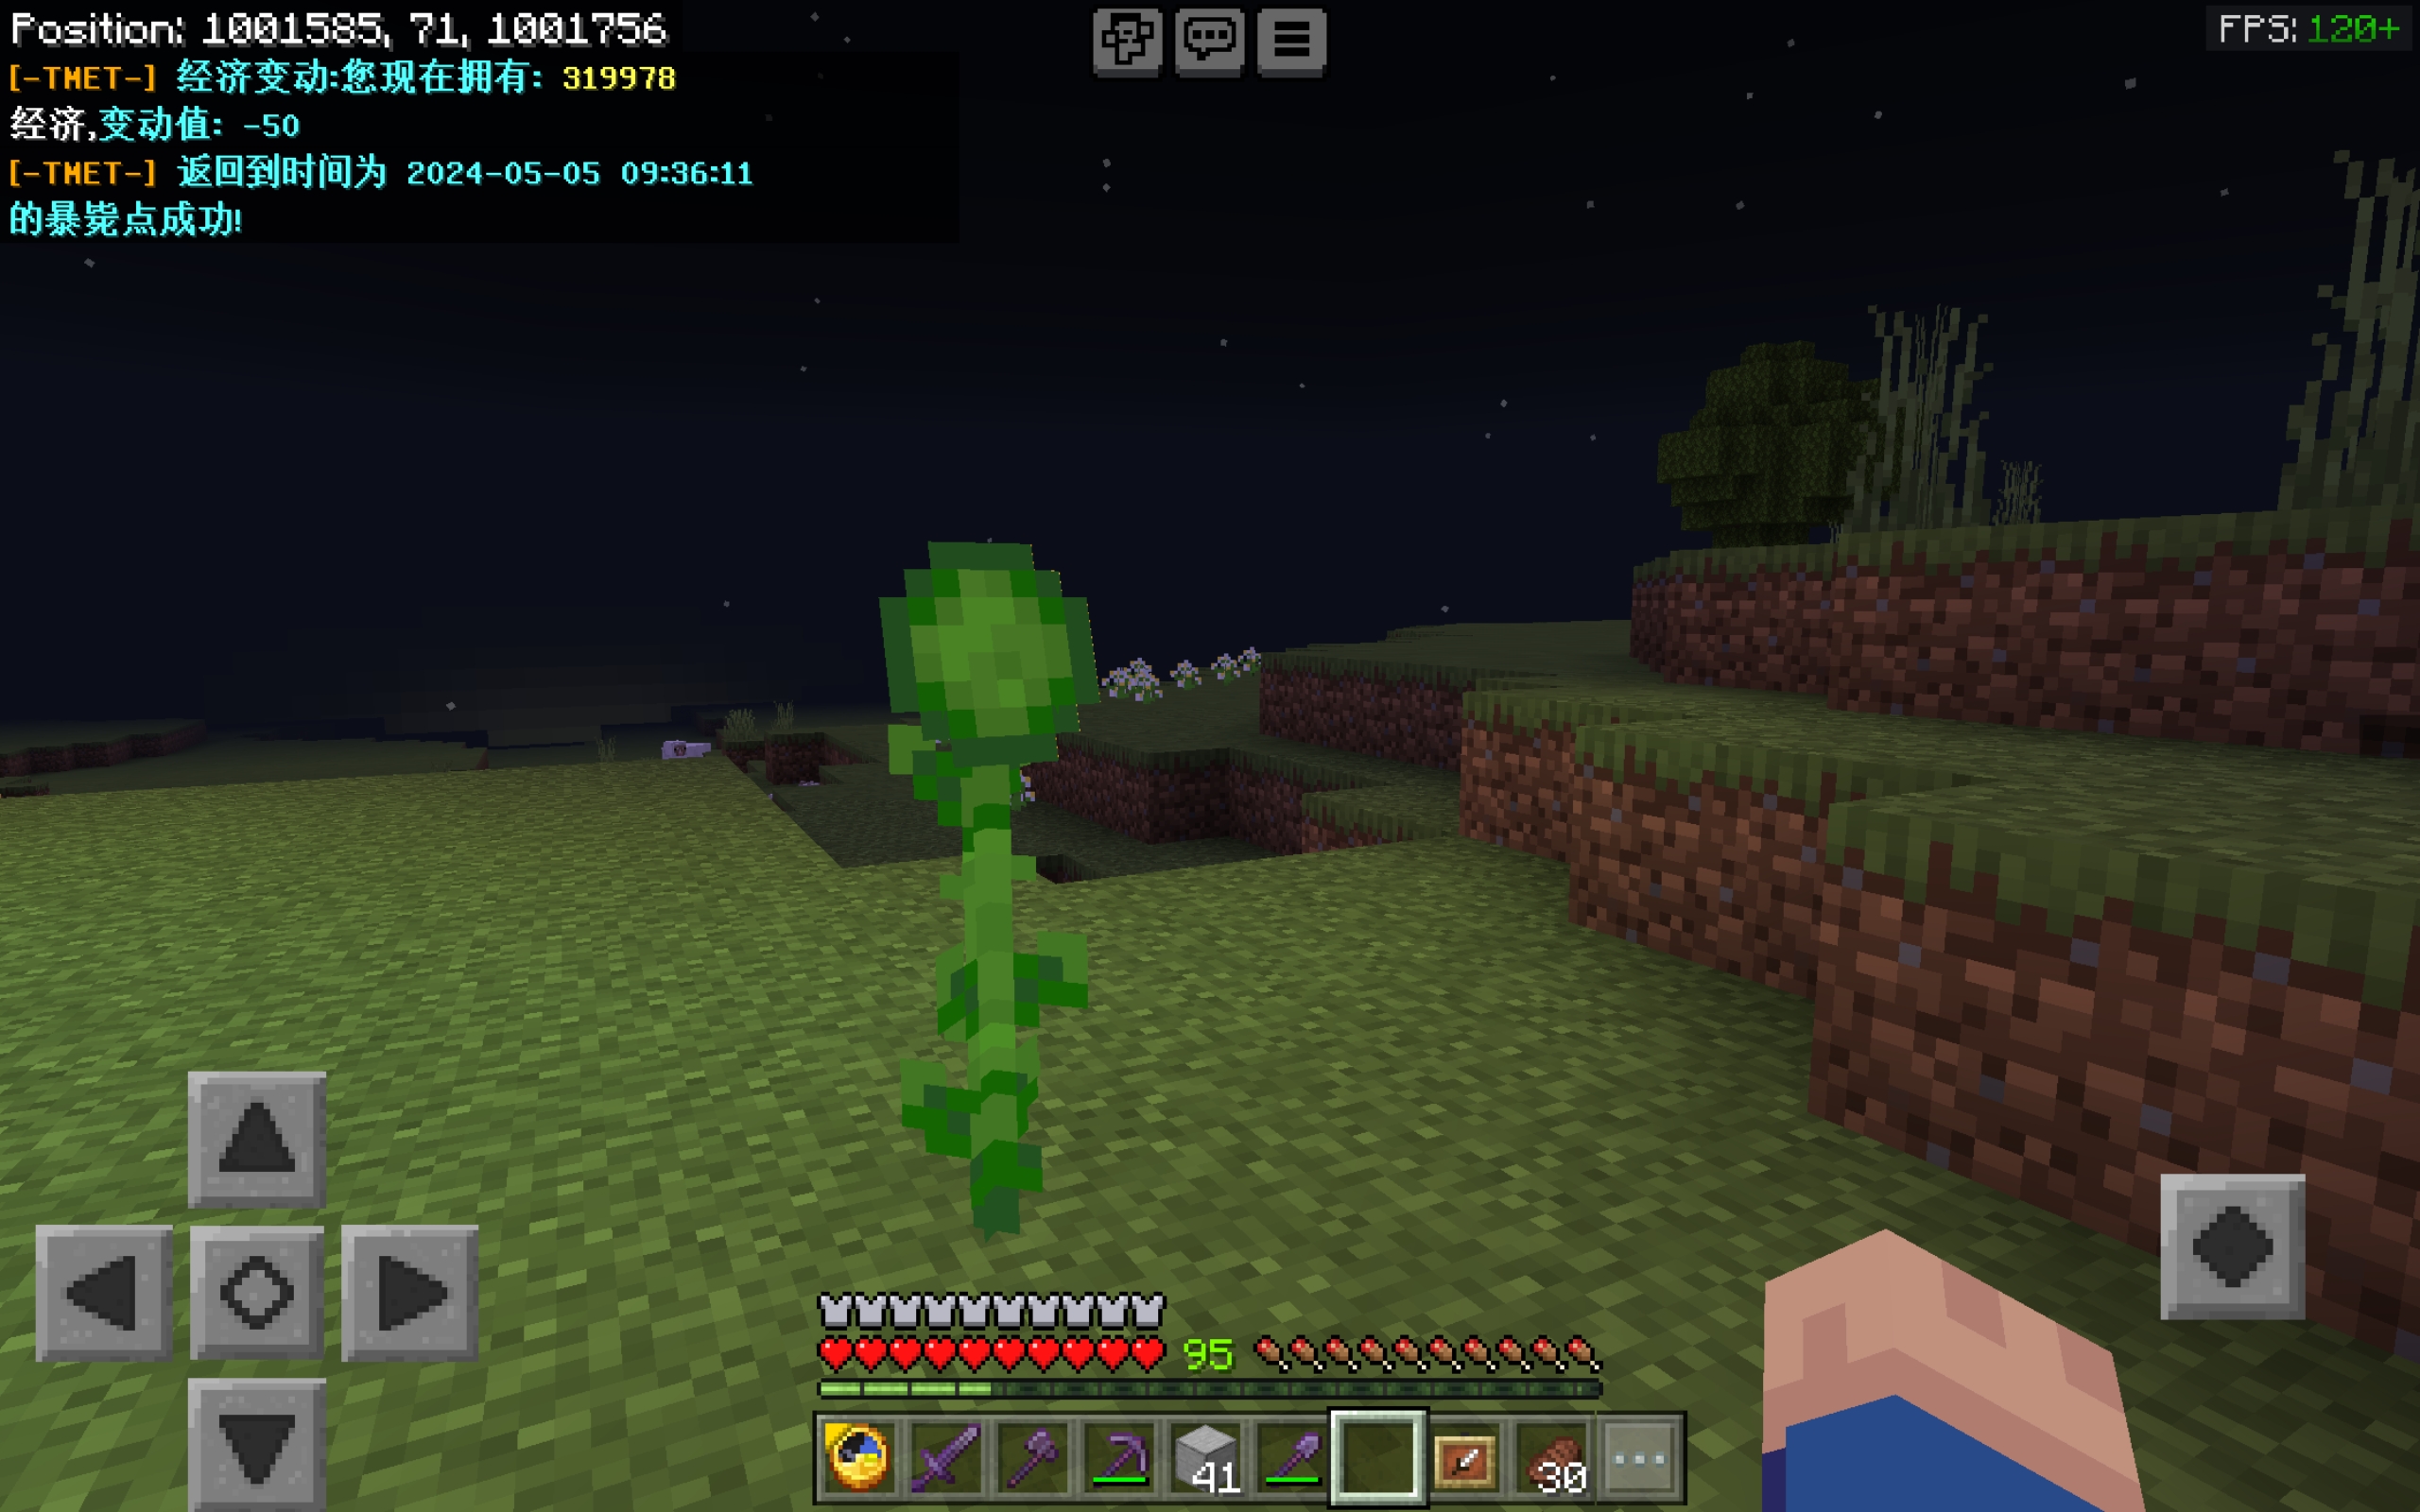 Position: 1001585, 71, 1001756
FPS: 120+
[-TMET-] 经济变动:您现在拥有: 319978
经济,变动值: -50
[-TMET-] 返回到时间为 2024-05-05 09:36:11
的暴毙点成功!
95
41
30